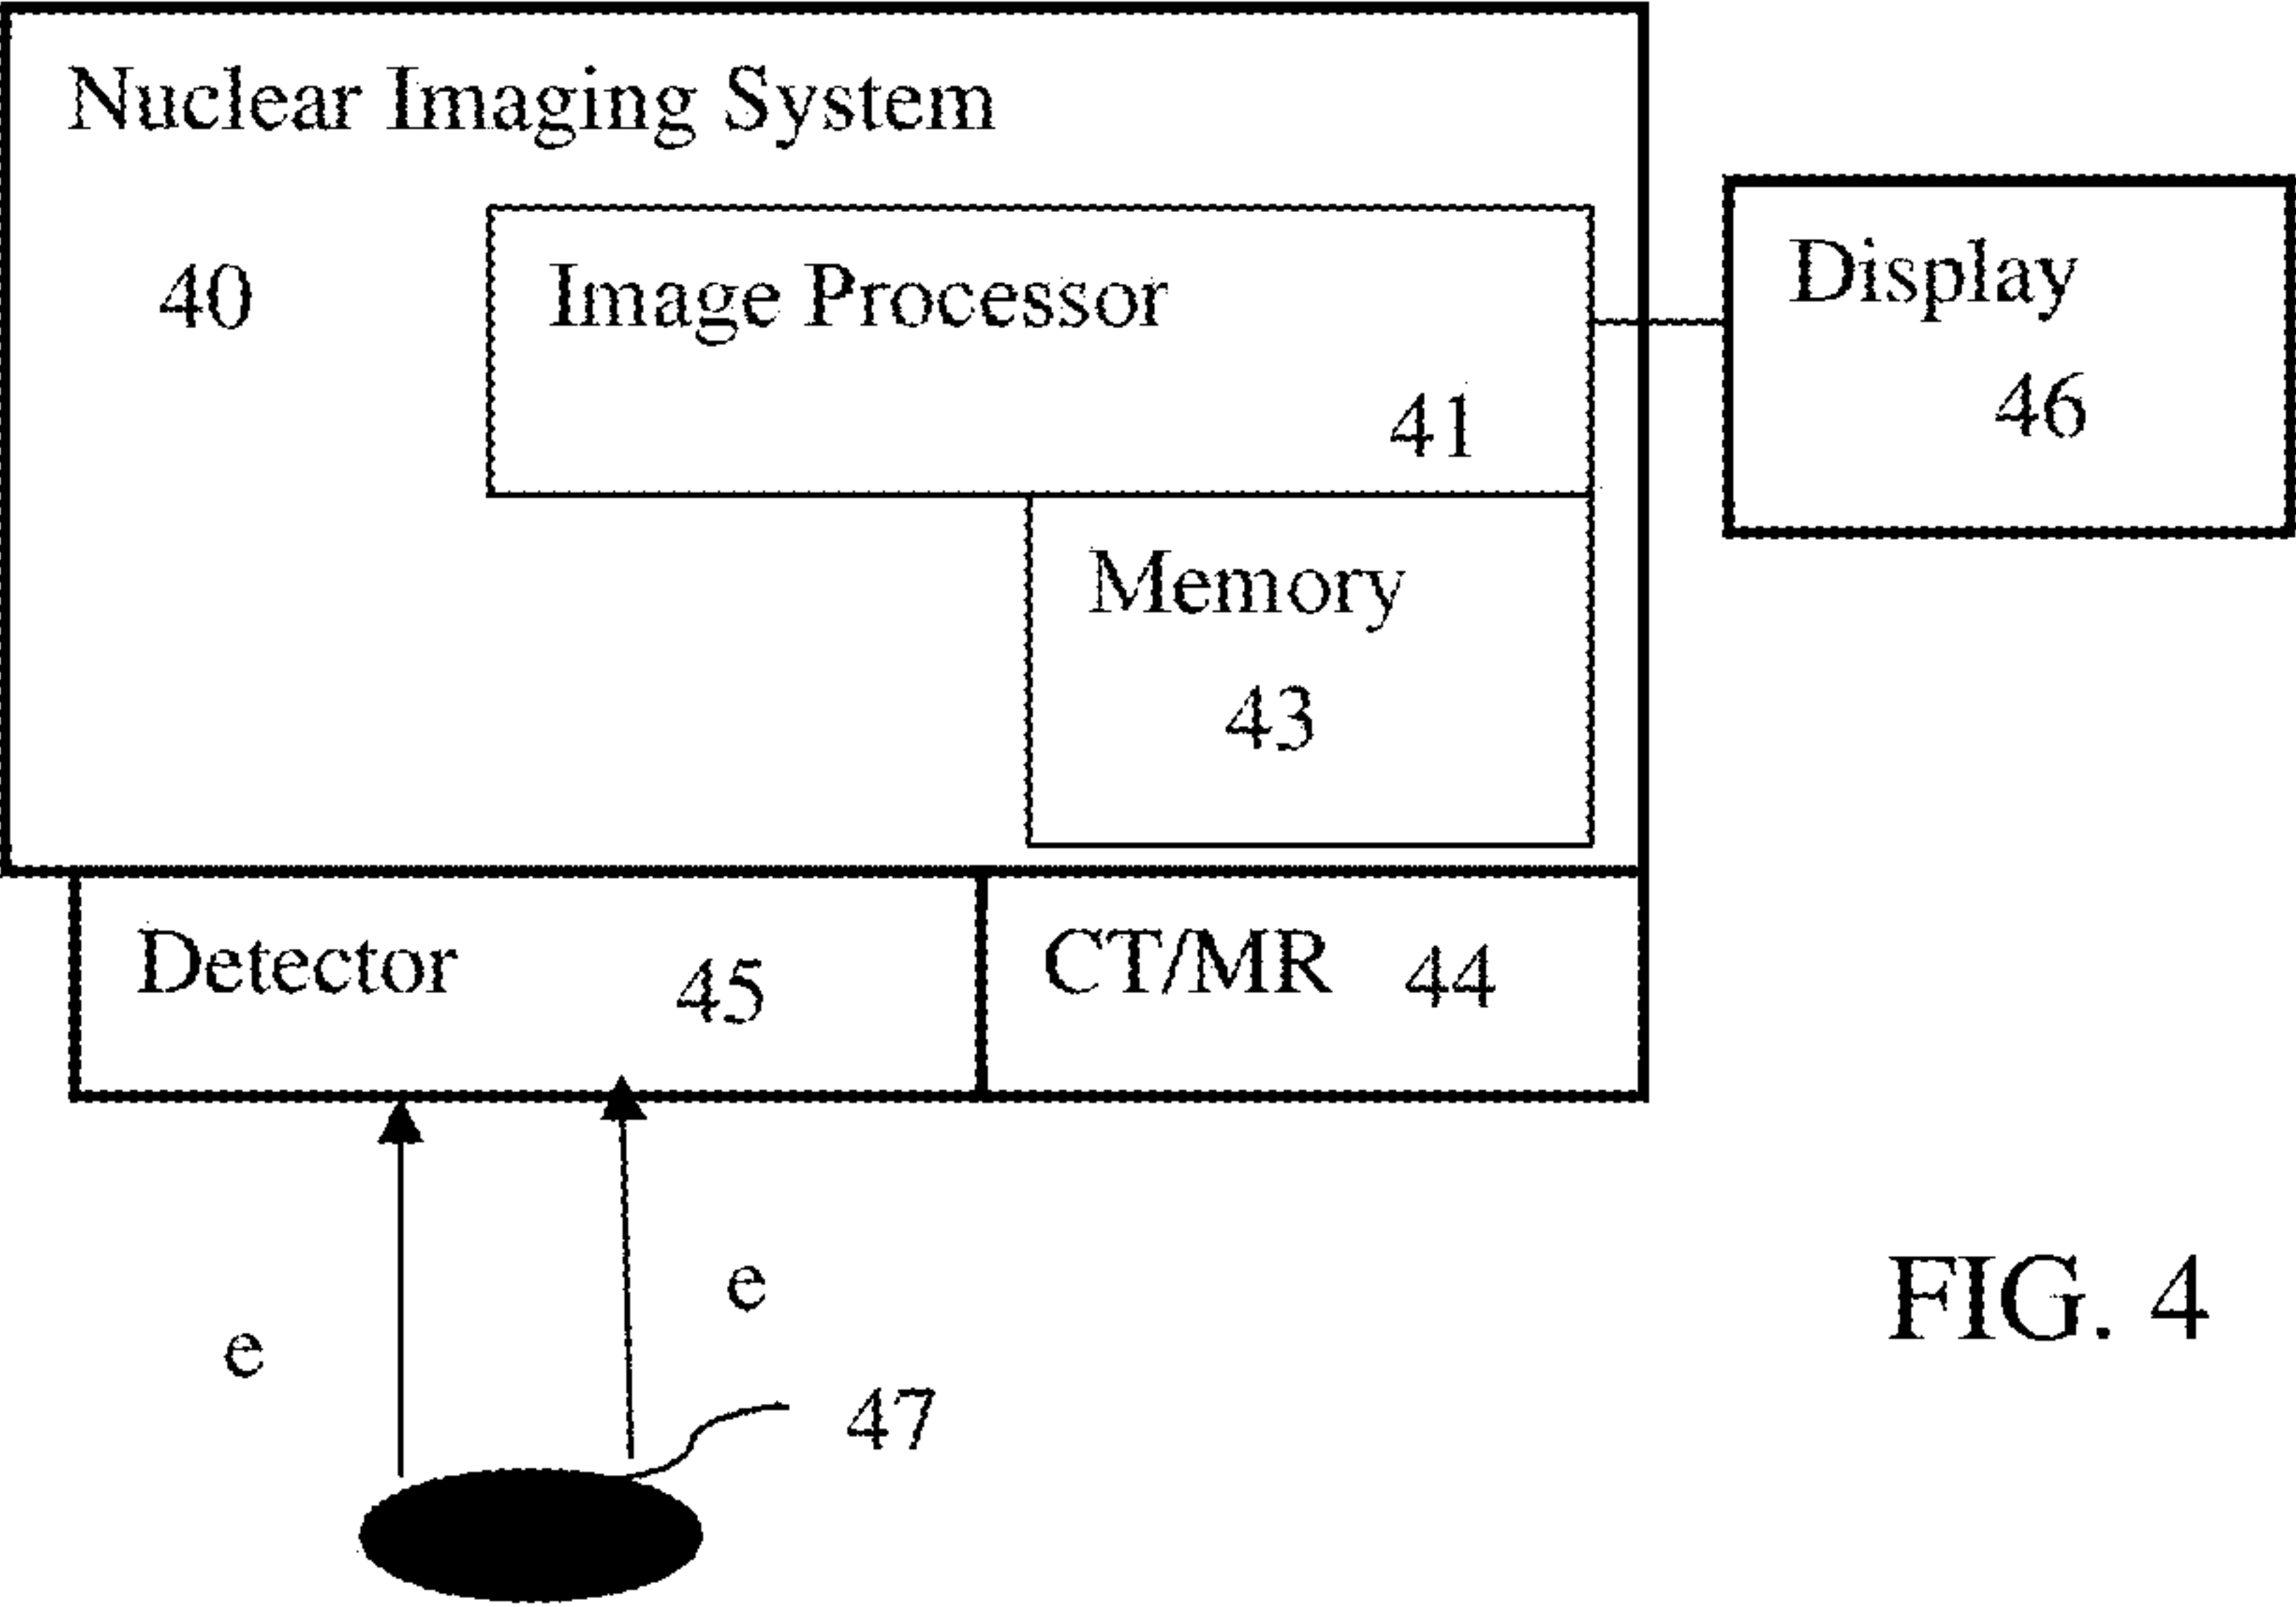 Nuclear Imaging System
40
Image Processor
41
Display
46
Memory
43
Detector 45
CT/MR 44
e
e
47
FIG. 4